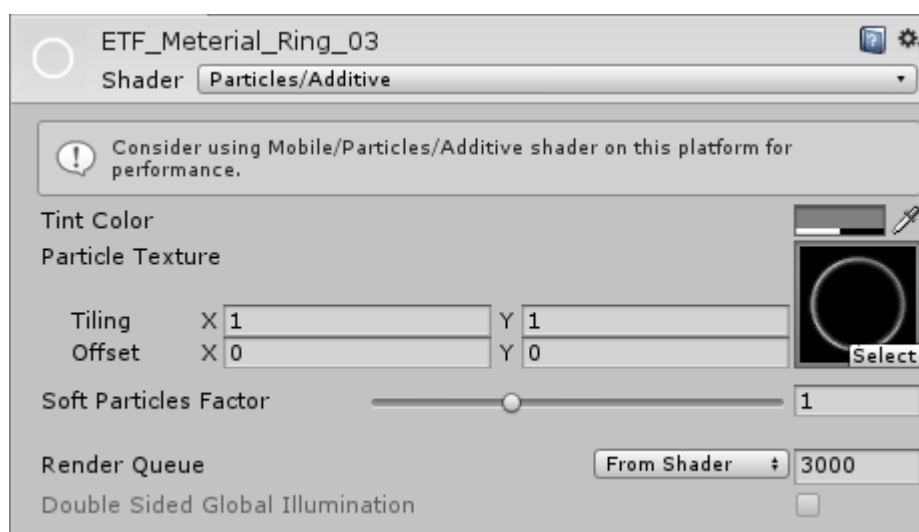 ETF_Meterial_Ring_03
Shader Particles/Additive
Consider using Mobile/Particles/Additive shader on this platform for
performance.
Tint Color
Particle Texture
Tiling X 1 Y 1
Offset X 0 Y 0
Select
Soft Particles Factor 1
Render Queue From Shader 3000
Double Sided Global Illumination